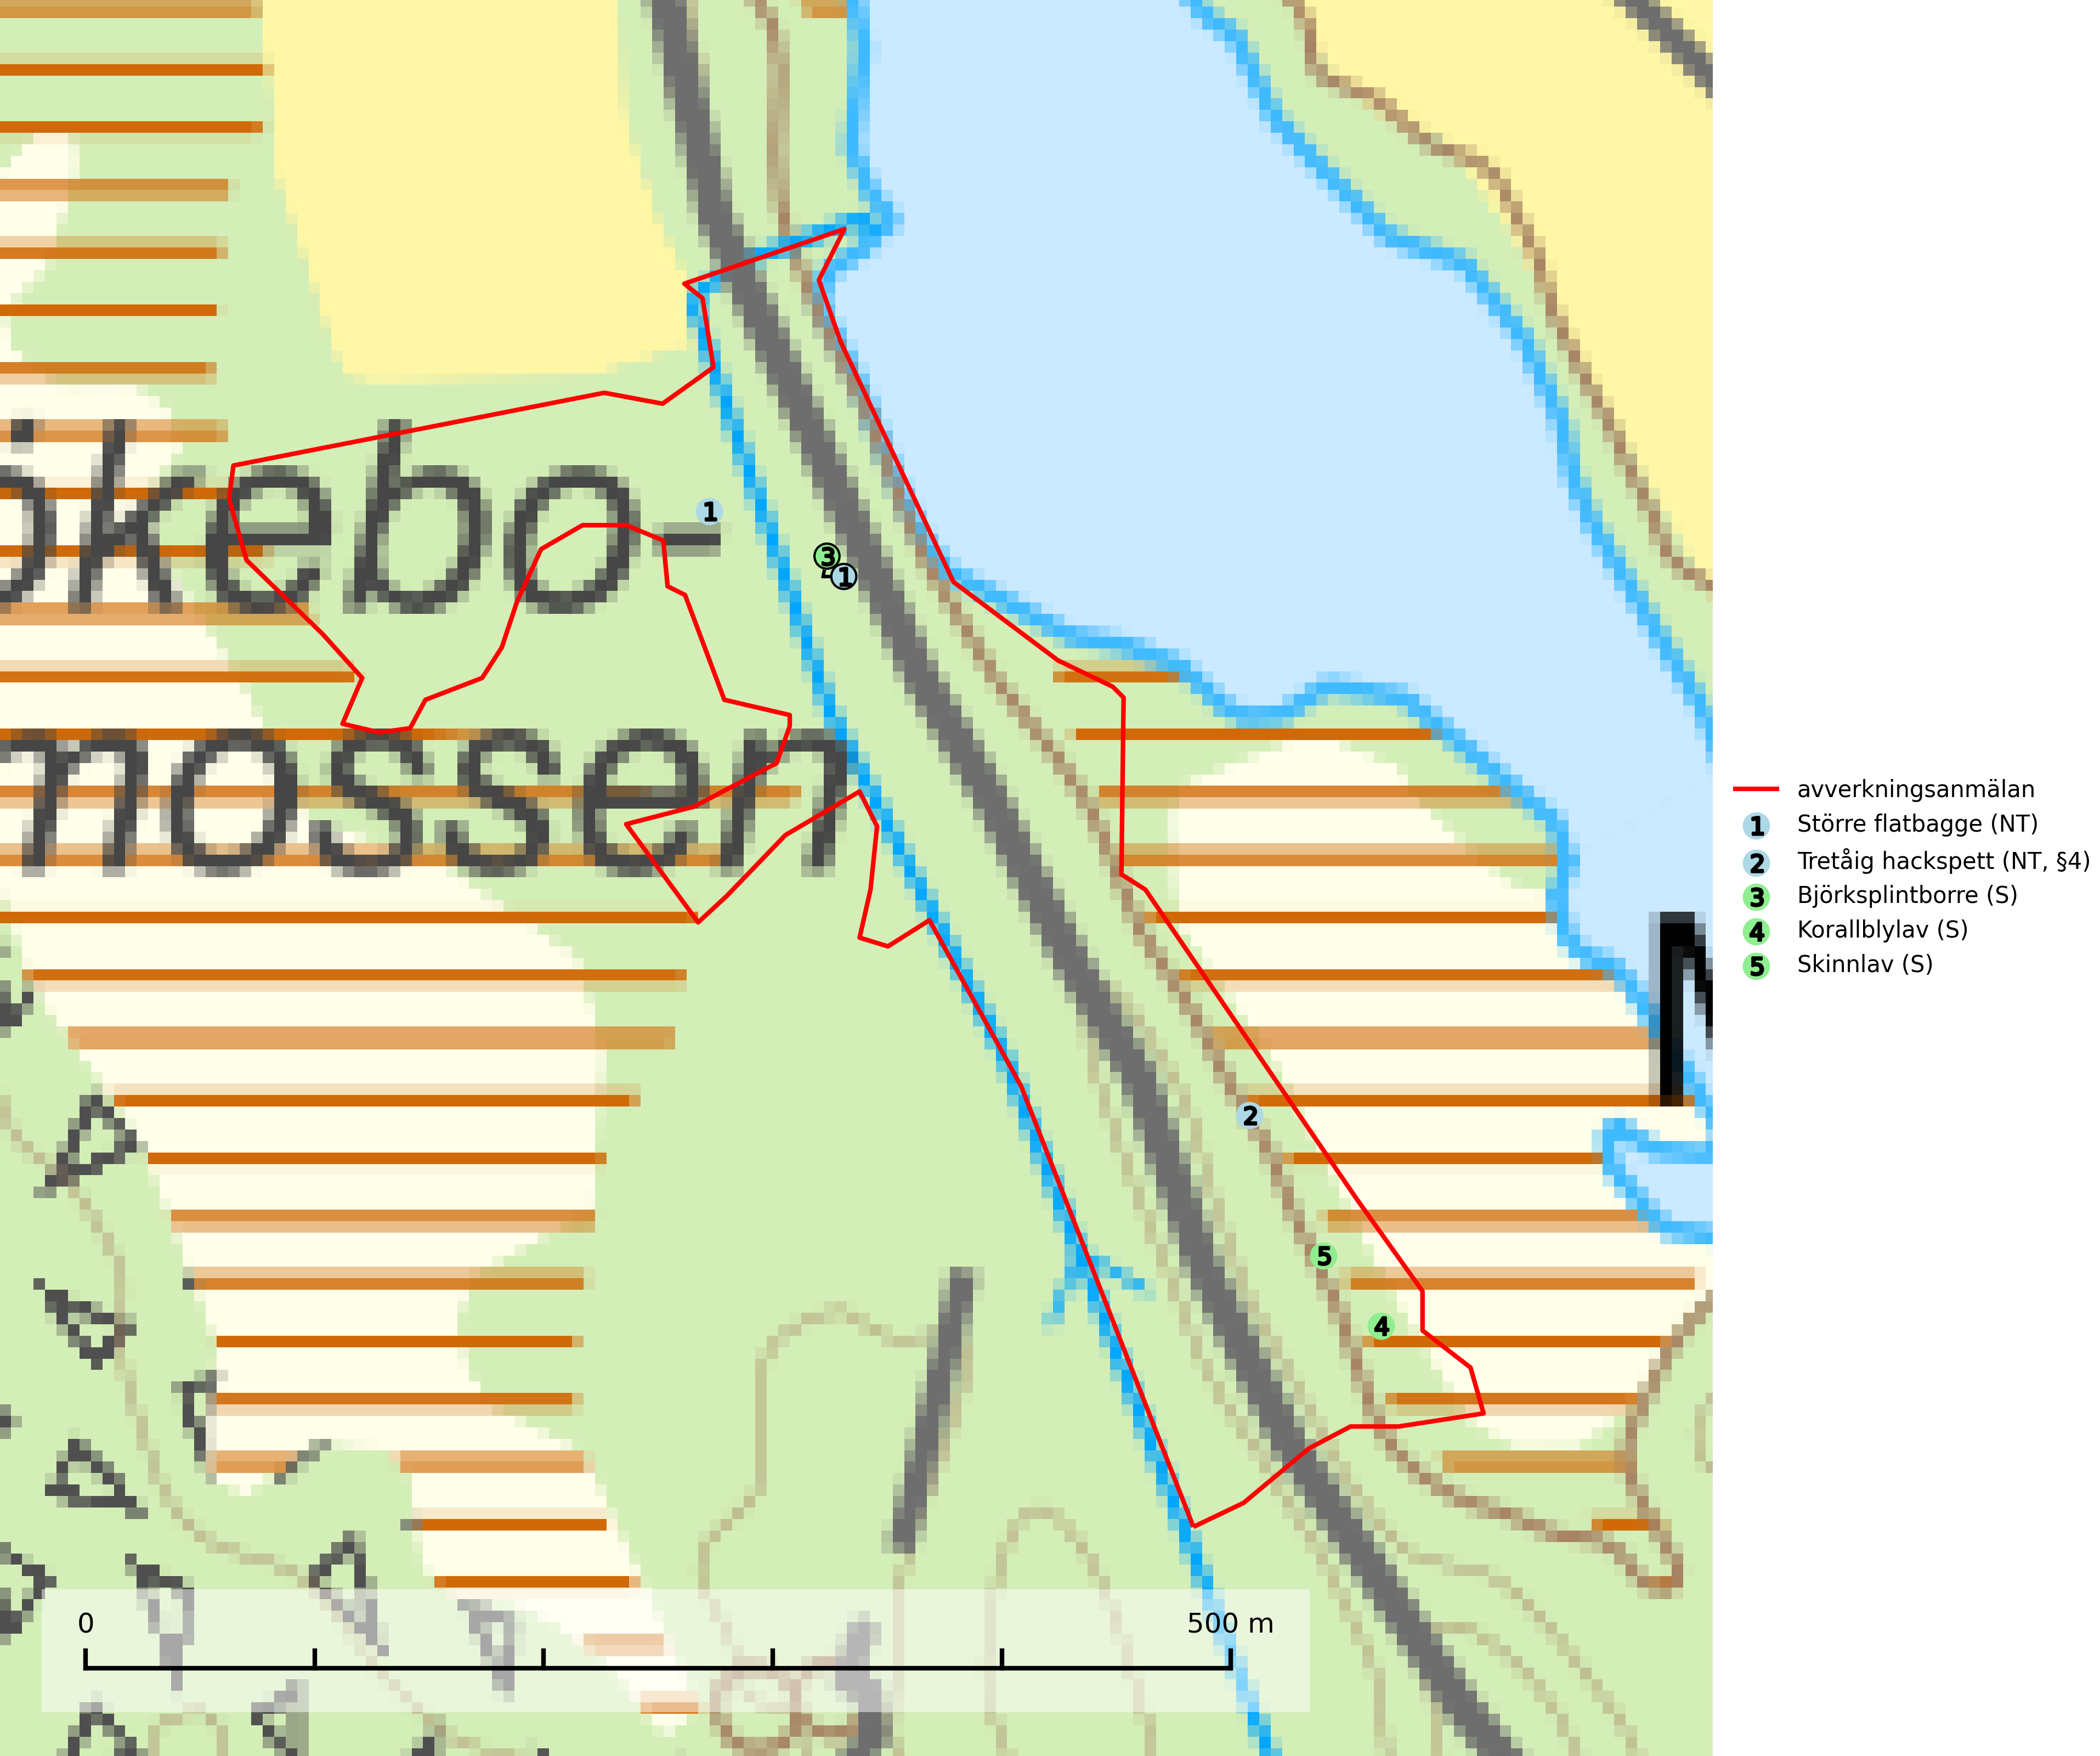 økebo-
mossen
1
3
1
2
5
4
0
500 m
avverkningsanmälan
1 Större flatbagge (NT)
2 Tretåig hackspett (NT, §4)
3 Björksplintborre (S)
4 Korallblylav (S)
5 Skinnlav (S)